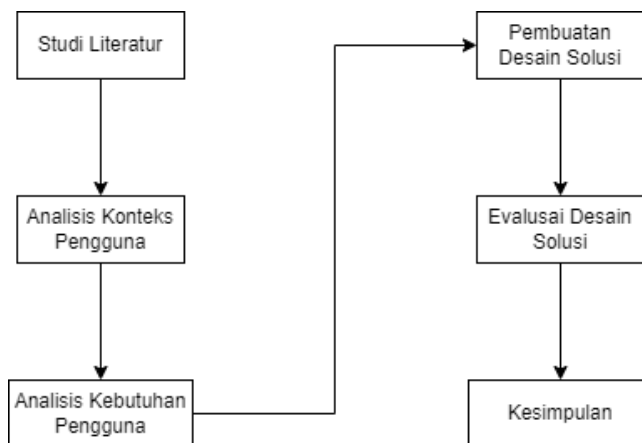 Studi Literatur
Analisis Konteks
Pengguna
Analisis Kebutuhan
Pengguna
Pembuatan
Desain Solusi
Evalusai Desain
Solusi
Kesimpulan